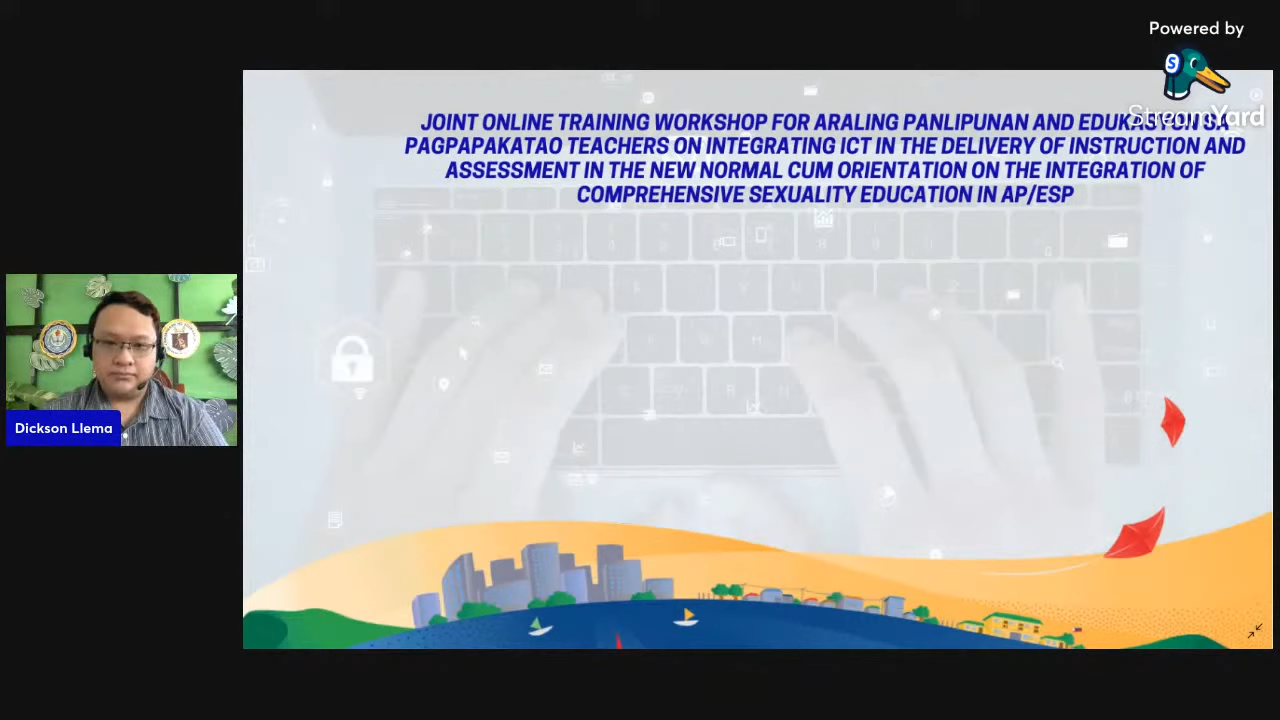 Powered by
StreamYard
JOINT ONLINE TRAINING WORKSHOP FOR ARALING PANLIPUNAN AND EDUKASYON SA
PAGPAPAKATAO TEACHERS ON INTEGRATING ICT IN THE DELIVERY OF INSTRUCTION AND
ASSESSMENT IN THE NEW NORMAL CUM ORIENTATION ON THE INTEGRATION OF
COMPREHENSIVE SEXUALITY EDUCATION IN AP/ESP
Dickson Llema